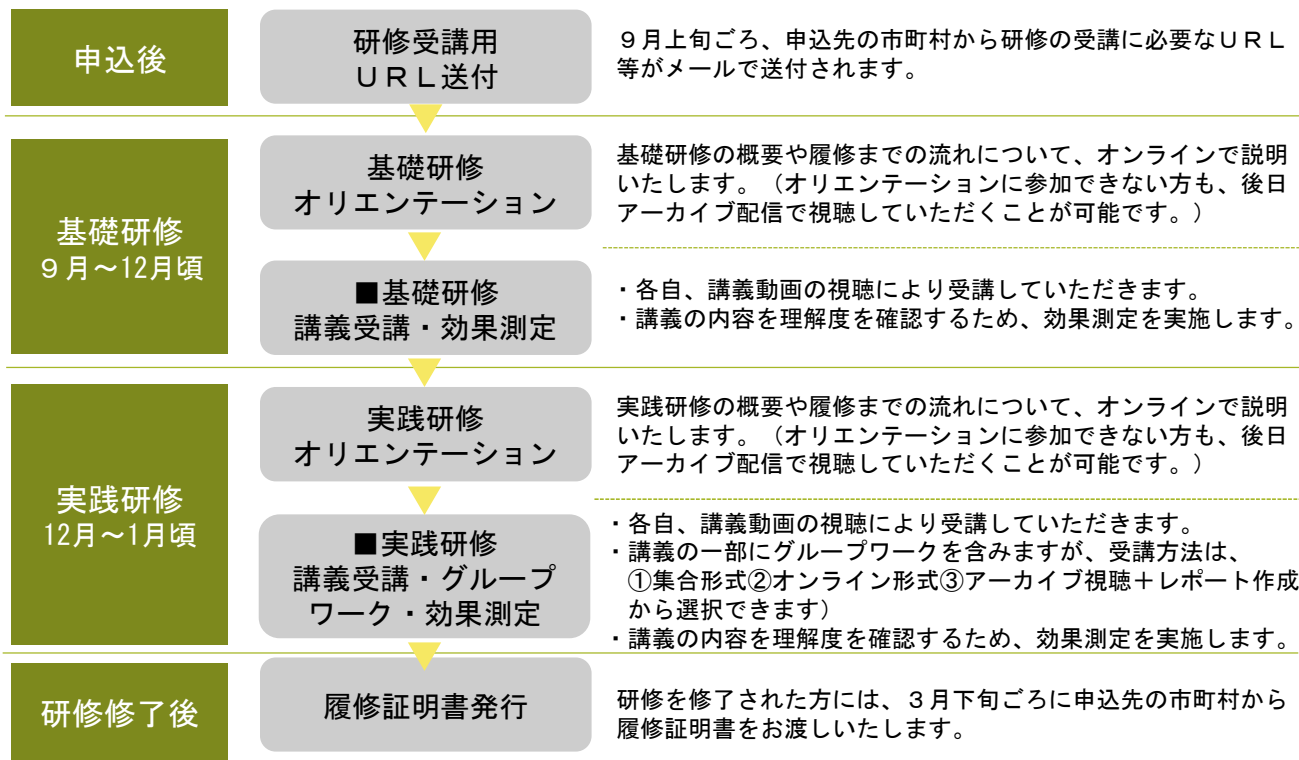 申込後
研修受講用
ＵＲＬ送付
９月上旬ごろ、申込先の市町村から研修の受講に必要なＵＲＬ
等がメールで送付されます。
基礎研修
９月～12月頃
基礎研修
オリエンテーション
基礎研修の概要や履修までの流れについて、オンラインで説明
いたします。（オリエンテーションに参加できない方も、後日
アーカイブ配信で視聴していただくことが可能です。）
■基礎研修
講義受講・効果測定
・各自、講義動画の視聴により受講していただきます。
・講義の内容を理解度を確認するため、効果測定を実施します。
実践研修
12月～1月頃
実践研修
オリエンテーション
実践研修の概要や履修までの流れについて、オンラインで説明
いたします。（オリエンテーションに参加できない方も、後日
アーカイブ配信で視聴していただくことが可能です。）
■実践研修
講義受講・グループ
ワーク・効果測定
・各自、講義動画の視聴により受講していただきます。
・講義の一部にグループワークを含みますが、受講方法は、
①集合形式②オンライン形式③アーカイブ視聴＋レポート作成
から選択できます）
・講義の内容を理解度を確認するため、効果測定を実施します。
研修修了後
履修証明書発行
研修を修了された方には、３月下旬ごろに申込先の市町村から
履修証明書をお渡しいたします。